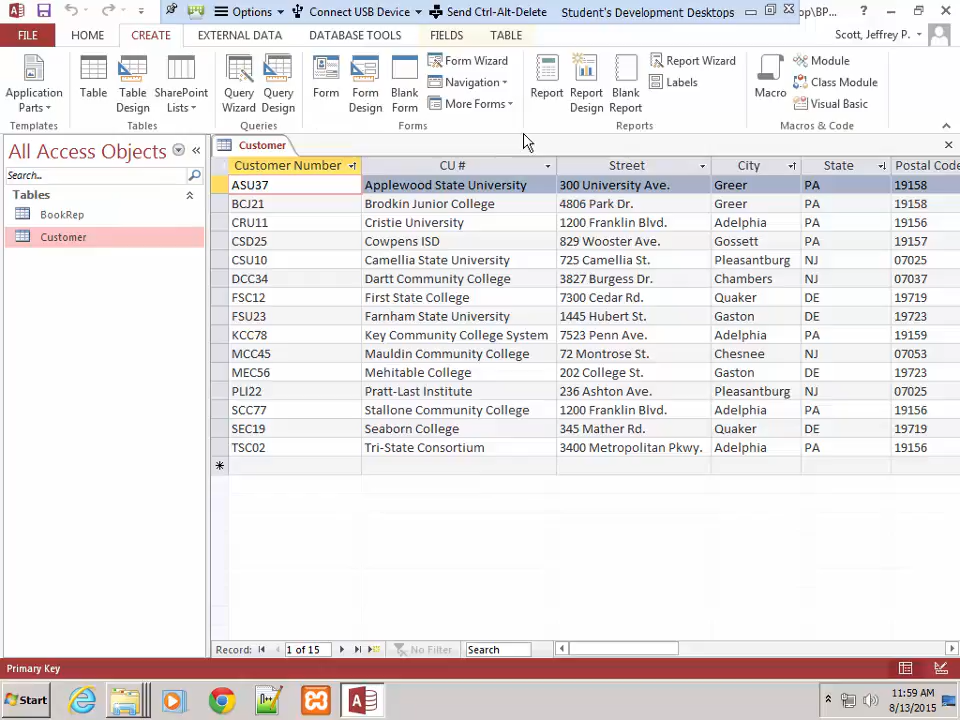 Options Connect USB Device Send Ctrl-Alt-Delete Student's Development Desktops op\BP...
FILE HOME CREATE EXTERNAL DATA DATABASE TOOLS FIELDS TABLE Scott, Jeffrey P.
Application Parts Table Table Design SharePoint Lists Query Wizard Query Design Form Form Design Blank Form Form Wizard Navigation More Forms Report Report Design Blank Report Report Wizard Labels Macro Module Class Module Visual Basic
Templates Tables Queries Forms Reports Macros & Code
All Access Objects
Search...
Tables
BookRep
Customer
Customer
Customer Number CU # Street City State Postal Code
ASU37 Applewood State University 300 University Ave. Greer PA 19158
BCJ21 Brodkin Junior College 4806 Park Dr. Greer PA 19158
CRU11 Cristie University 1200 Franklin Blvd. Adelphia PA 19156
CSD25 Cowpens ISD 829 Wooster Ave. Gossett PA 19157
CSU10 Camellia State University 725 Camellia St. Pleasantburg NJ 07025
DCC34 Dartt Community College 3827 Burgess Dr. Chambers NJ 07037
FSC12 First State College 7300 Cedar Rd. Quaker DE 19719
FSU23 Farnham State University 1445 Hubert St. Gaston DE 19723
KCC78 Key Community College System 7523 Penn Ave. Adelphia PA 19159
MCC45 Mauldin Community College 72 Montrose St. Chesnee NJ 07053
MEC56 Mehitable College 202 College St. Gaston DE 19723
PLI22 Pratt-Last Institute 236 Ashton Ave. Pleasantburg NJ 07025
SCC77 Stallone Community College 1200 Franklin Blvd. Adelphia PA 19156
SEC19 Seaborn College 345 Mather Rd. Quaker DE 19719
TSC02 Tri-State Consortium 3400 Metropolitan Pkwy. Adelphia PA 19156
Record: 1 of 15 No Filter Search
Primary Key
Start
11:59 AM
8/13/2015